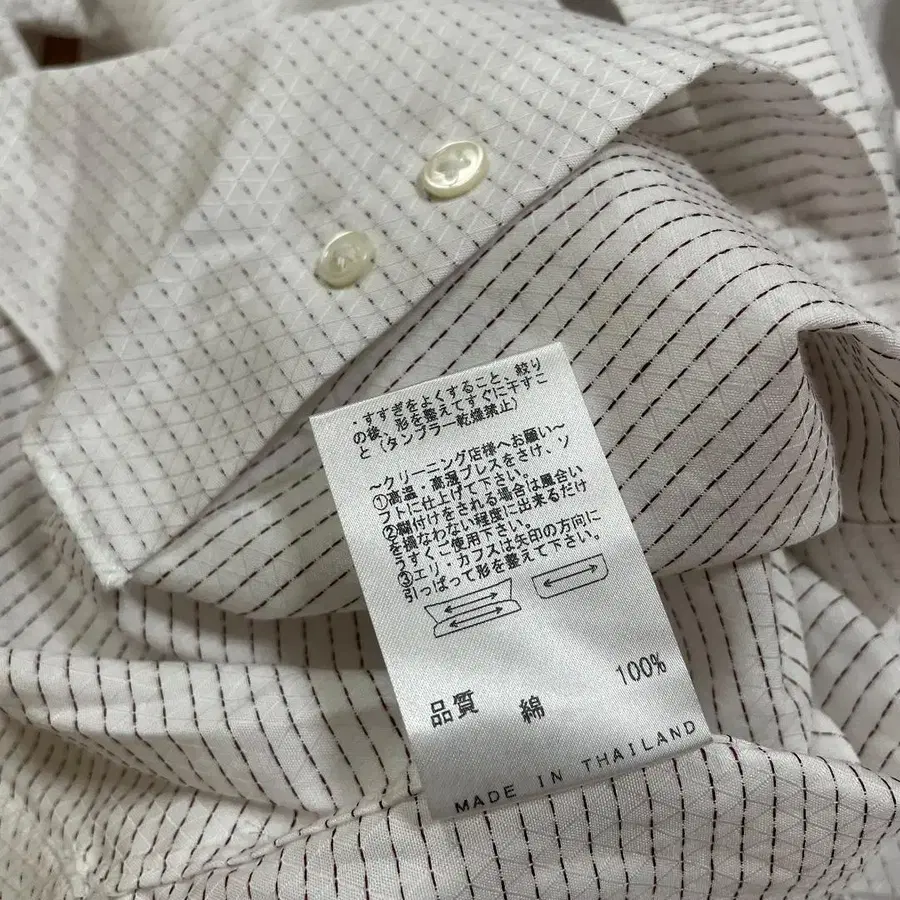 ・すすぎをよくすること、絞り
の後、形を整えてすぐに干すこ
と（タンブラー乾燥禁止）
～クリーニング店様へお願い～
①高温・高湿プレスをさけ、ソ
フトに仕上げて下さい。
②糊付けをされる場合は風合い
を損なわない程度に出来るだけ
うすくご使用下さい。
③エリ・カフスは矢印の方向に
引っぱって形を整えて下さい。
品質 綿 100%
MADE IN THAILAND